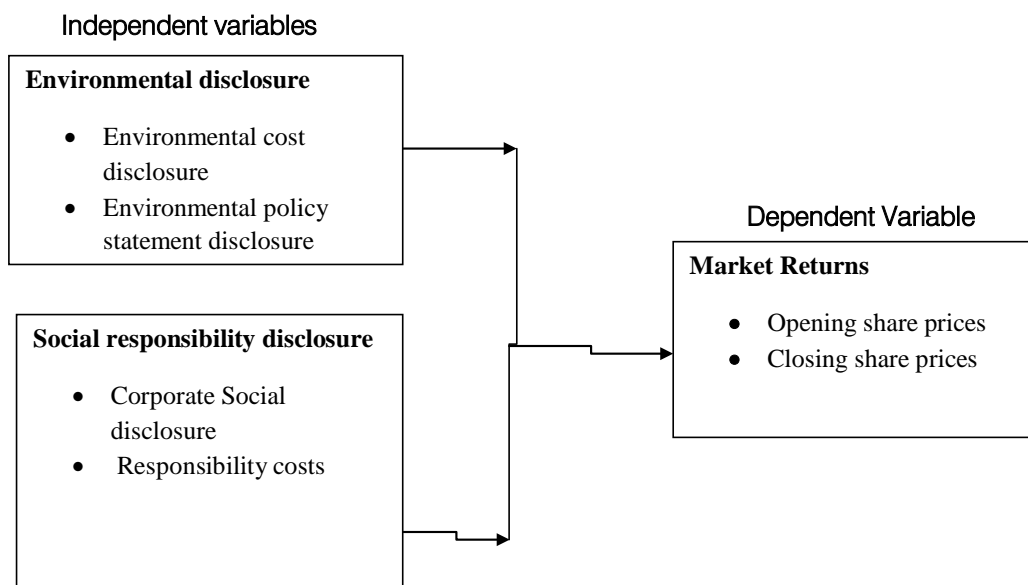 Independent variables
Environmental disclosure
● Environmental cost
disclosure
● Environmental policy
statement disclosure
Social responsibility disclosure
● Corporate Social
disclosure
● Responsibility costs
Dependent Variable
Market Returns
● Opening share prices
● Closing share prices